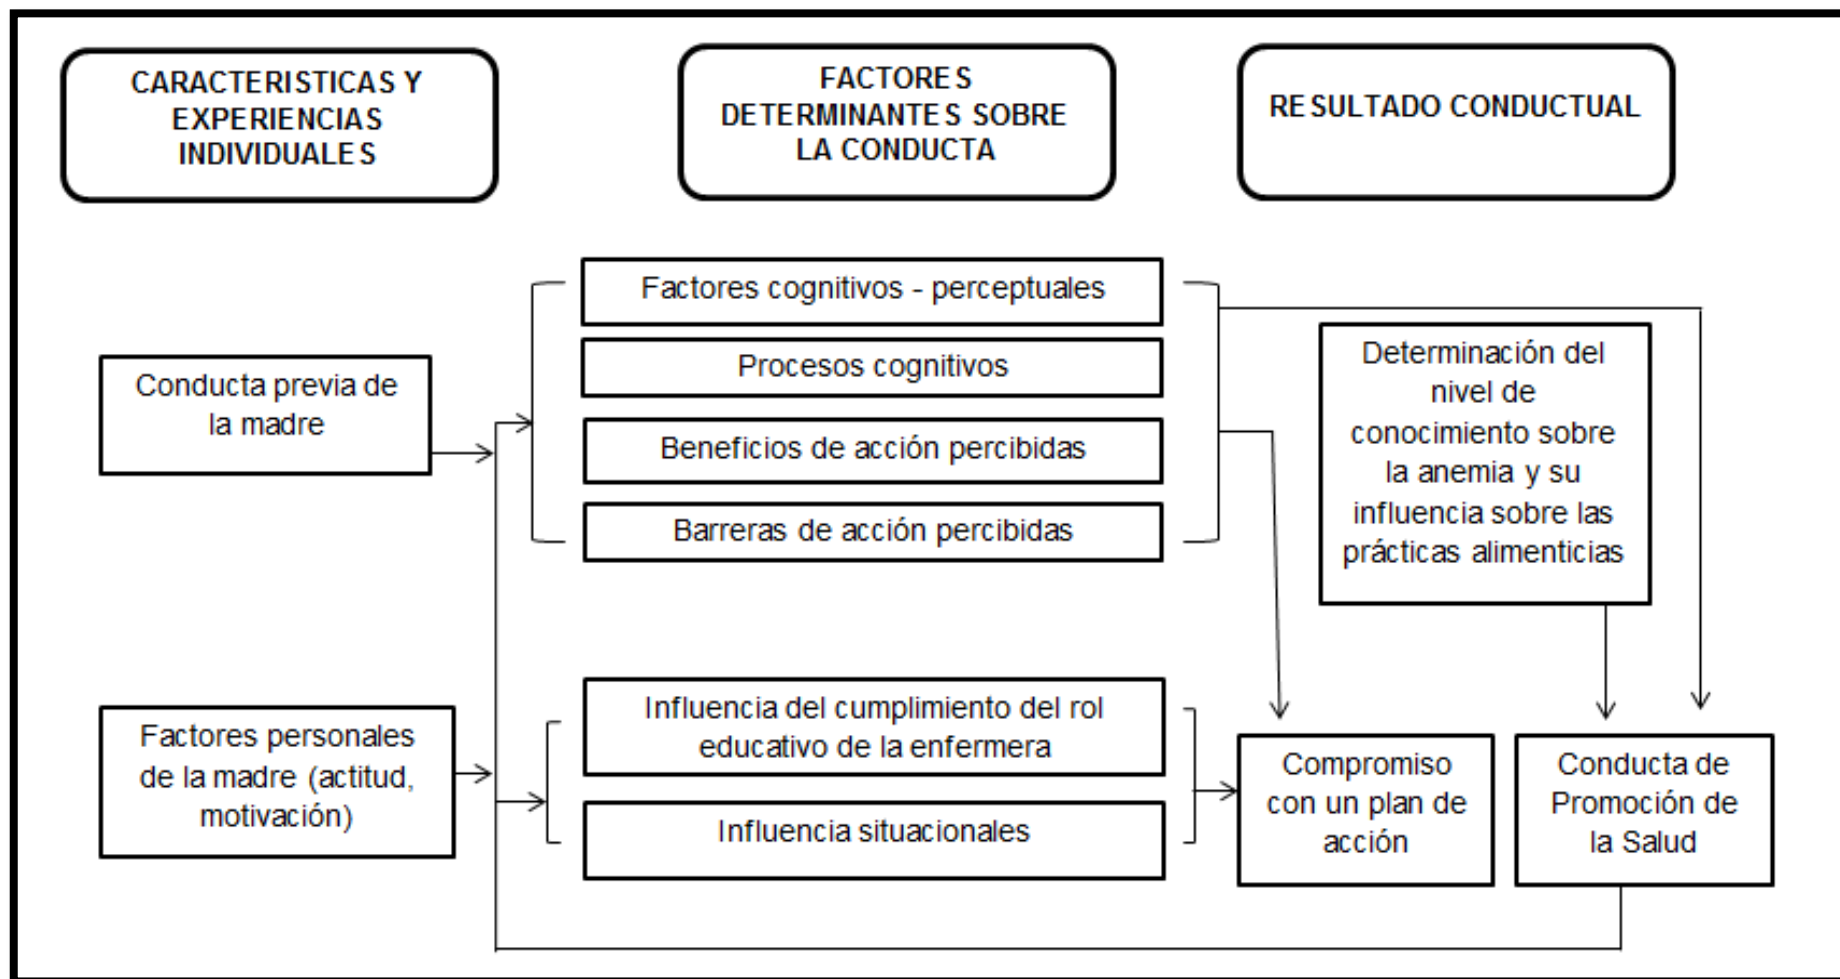 CARACTERISTICAS Y
EXPERIENCIAS
INDIVIDUALES
FACTORES
DETERMINANTES SOBRE
LA CONDUCTA
RESULTADO CONDUCTUAL
Conducta previa de
la madre
Factores personales
de la madre (actitud,
motivación)
Factores cognitivos - perceptuales
Procesos cognitivos
Beneficios de acción percibidas
Barreras de acción percibidas
Influencia del cumplimiento del rol
educativo de la enfermera
Influencia situacionales
Determinación del
nivel de
conocimiento sobre
la anemia y su
influencia sobre las
prácticas alimenticias
Compromiso
con un plan de
acción
Conducta de
Promoción de
la Salud